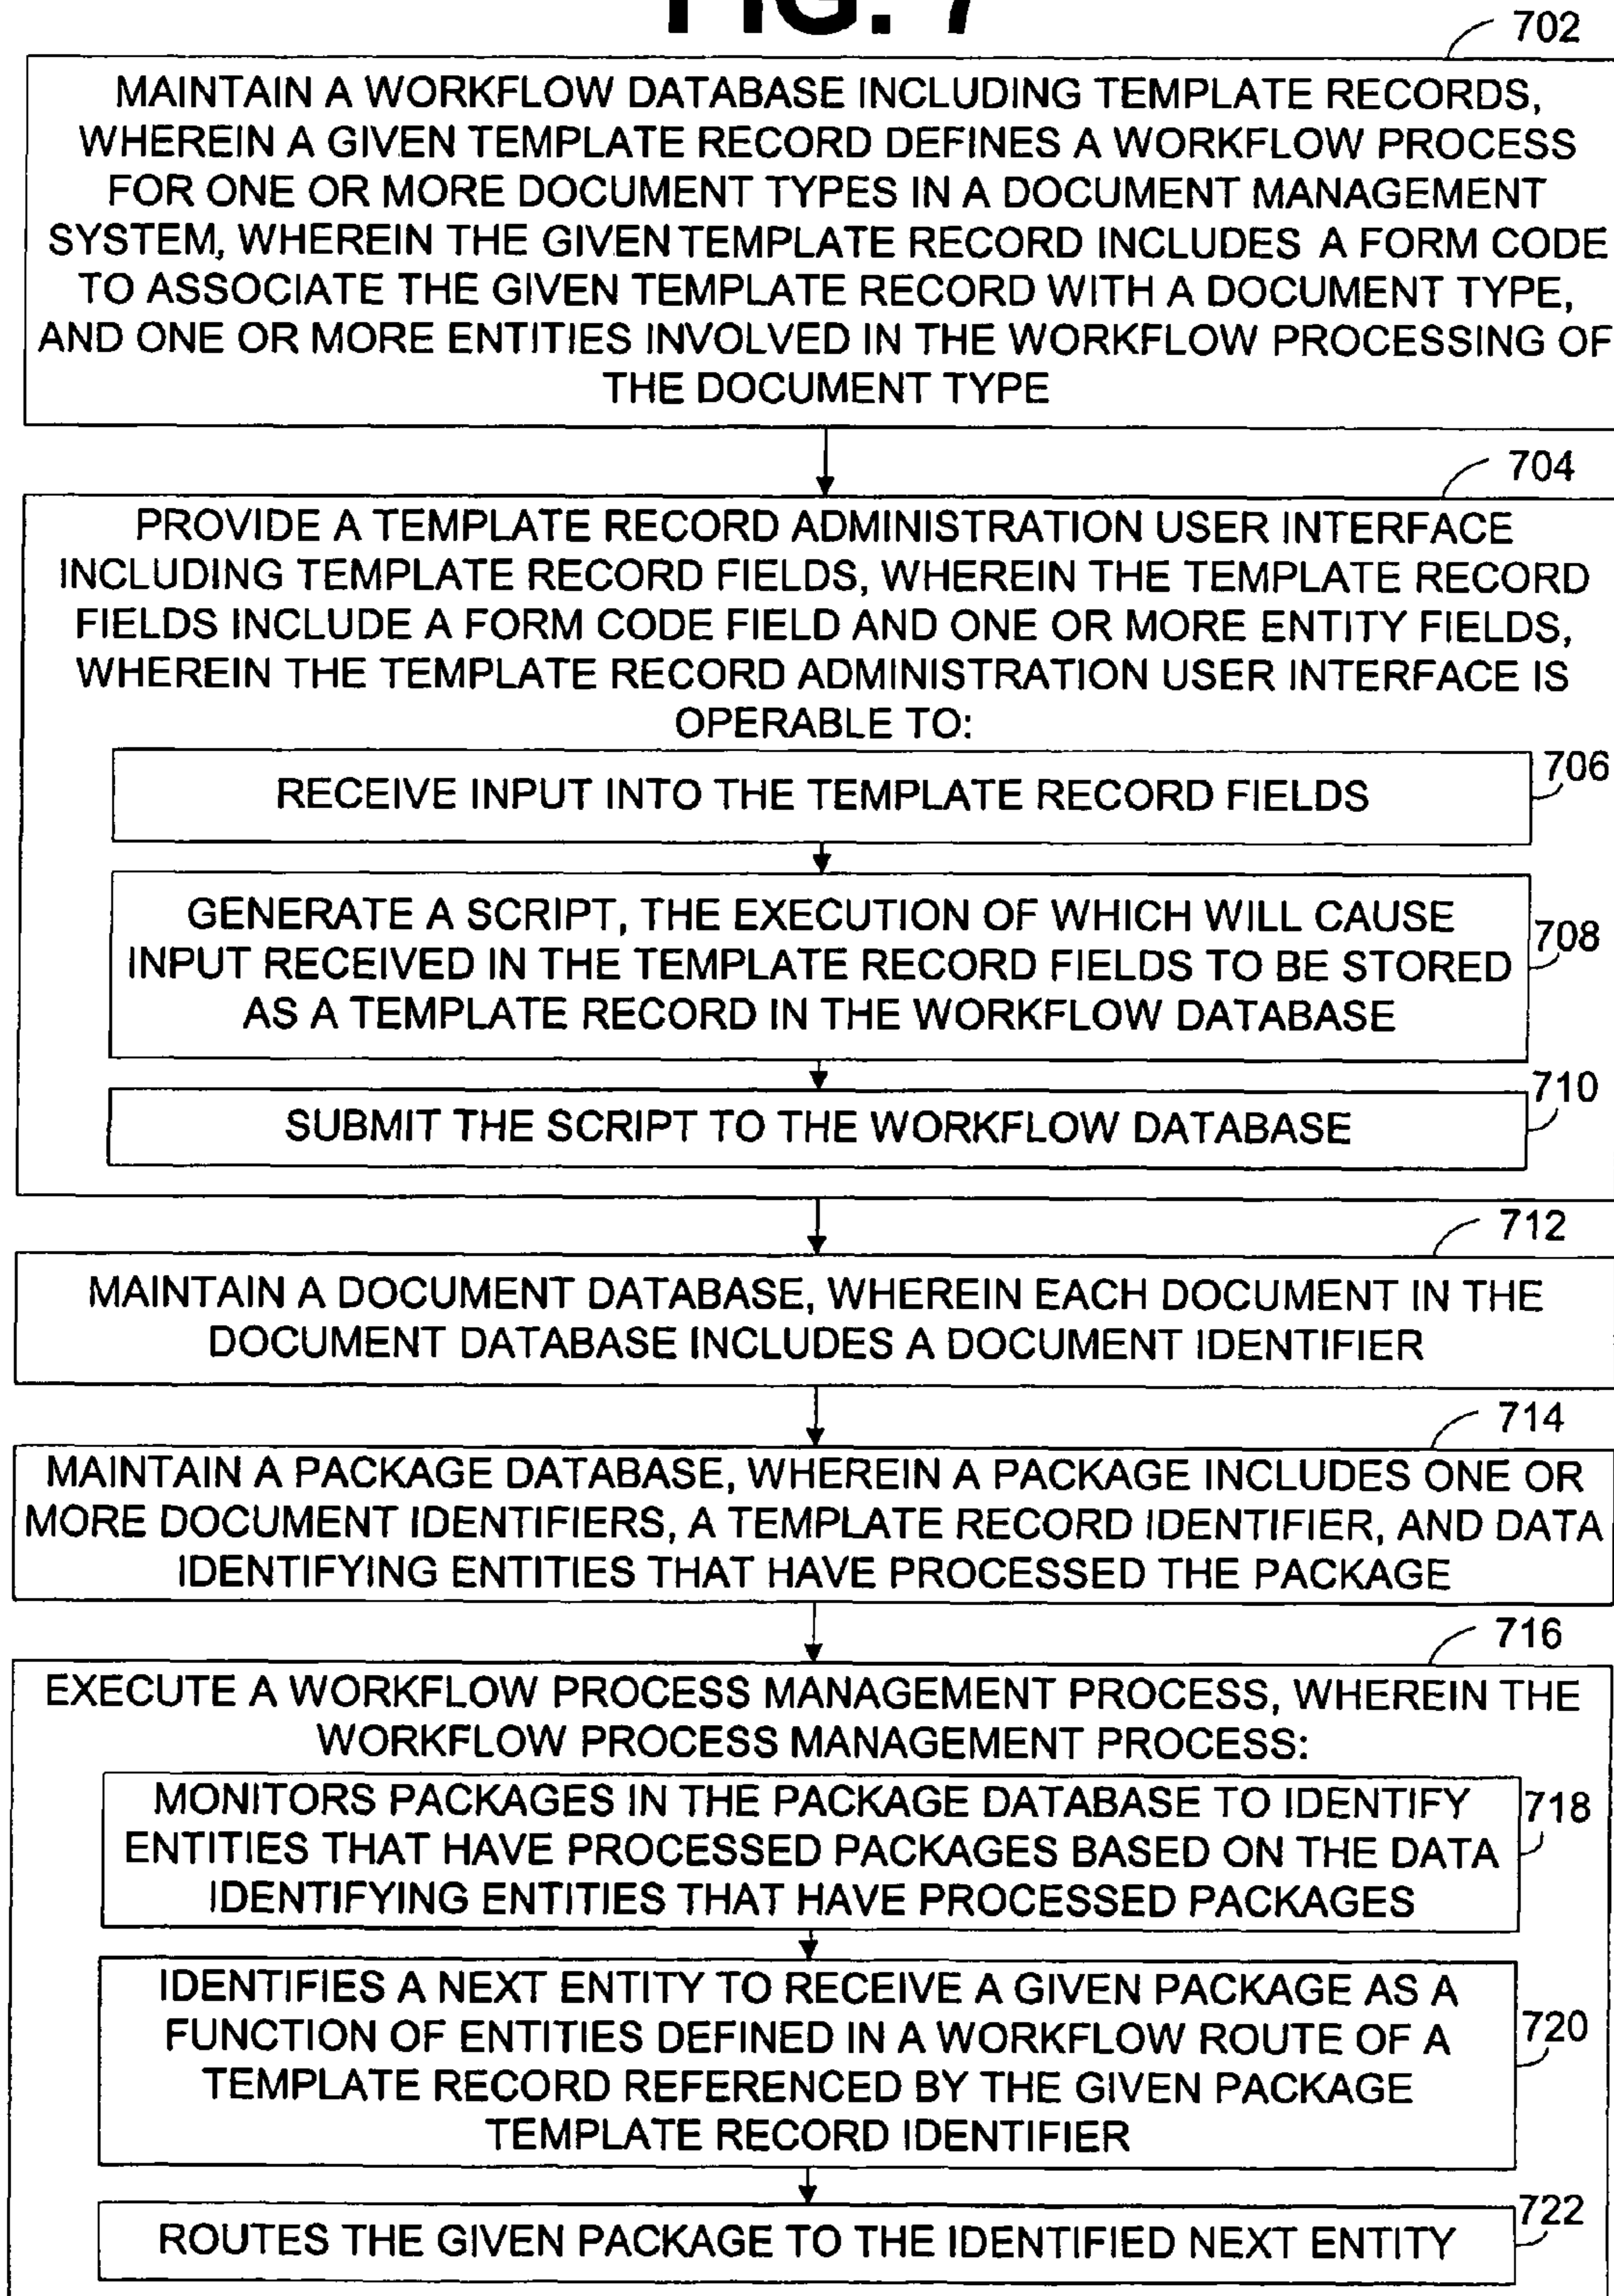 FIG. 7
702
MAINTAIN A WORKFLOW DATABASE INCLUDING TEMPLATE RECORDS,
WHEREIN A GIVEN TEMPLATE RECORD DEFINES A WORKFLOW PROCESS
FOR ONE OR MORE DOCUMENT TYPES IN A DOCUMENT MANAGEMENT
SYSTEM, WHEREIN THE GIVEN TEMPLATE RECORD INCLUDES A FORM CODE
TO ASSOCIATE THE GIVEN TEMPLATE RECORD WITH A DOCUMENT TYPE,
AND ONE OR MORE ENTITIES INVOLVED IN THE WORKFLOW PROCESSING OF
THE DOCUMENT TYPE
704
PROVIDE A TEMPLATE RECORD ADMINISTRATION USER INTERFACE
INCLUDING TEMPLATE RECORD FIELDS, WHEREIN THE TEMPLATE RECORD
FIELDS INCLUDE A FORM CODE FIELD AND ONE OR MORE ENTITY FIELDS,
WHEREIN THE TEMPLATE RECORD ADMINISTRATION USER INTERFACE IS
OPERABLE TO:
706
RECEIVE INPUT INTO THE TEMPLATE RECORD FIELDS
GENERATE A SCRIPT, THE EXECUTION OF WHICH WILL CAUSE
708
INPUT RECEIVED IN THE TEMPLATE RECORD FIELDS TO BE STORED
AS A TEMPLATE RECORD IN THE WORKFLOW DATABASE
710
SUBMIT THE SCRIPT TO THE WORKFLOW DATABASE
712
MAINTAIN A DOCUMENT DATABASE, WHEREIN EACH DOCUMENT IN THE
DOCUMENT DATABASE INCLUDES A DOCUMENT IDENTIFIER
714
MAINTAIN A PACKAGE DATABASE, WHEREIN A PACKAGE INCLUDES ONE OR
MORE DOCUMENT IDENTIFIERS, A TEMPLATE RECORD IDENTIFIER, AND DATA
IDENTIFYING ENTITIES THAT HAVE PROCESSED THE PACKAGE
716
EXECUTE A WORKFLOW PROCESS MANAGEMENT PROCESS, WHEREIN THE
WORKFLOW PROCESS MANAGEMENT PROCESS:
MONITORS PACKAGES IN THE PACKAGE DATABASE TO IDENTIFY
718
ENTITIES THAT HAVE PROCESSED PACKAGES BASED ON THE DATA
IDENTIFYING ENTITIES THAT HAVE PROCESSED PACKAGES
IDENTIFIES A NEXT ENTITY TO RECEIVE A GIVEN PACKAGE AS A
720
FUNCTION OF ENTITIES DEFINED IN A WORKFLOW ROUTE OF A
TEMPLATE RECORD REFERENCED BY THE GIVEN PACKAGE
TEMPLATE RECORD IDENTIFIER
722
ROUTES THE GIVEN PACKAGE TO THE IDENTIFIED NEXT ENTITY